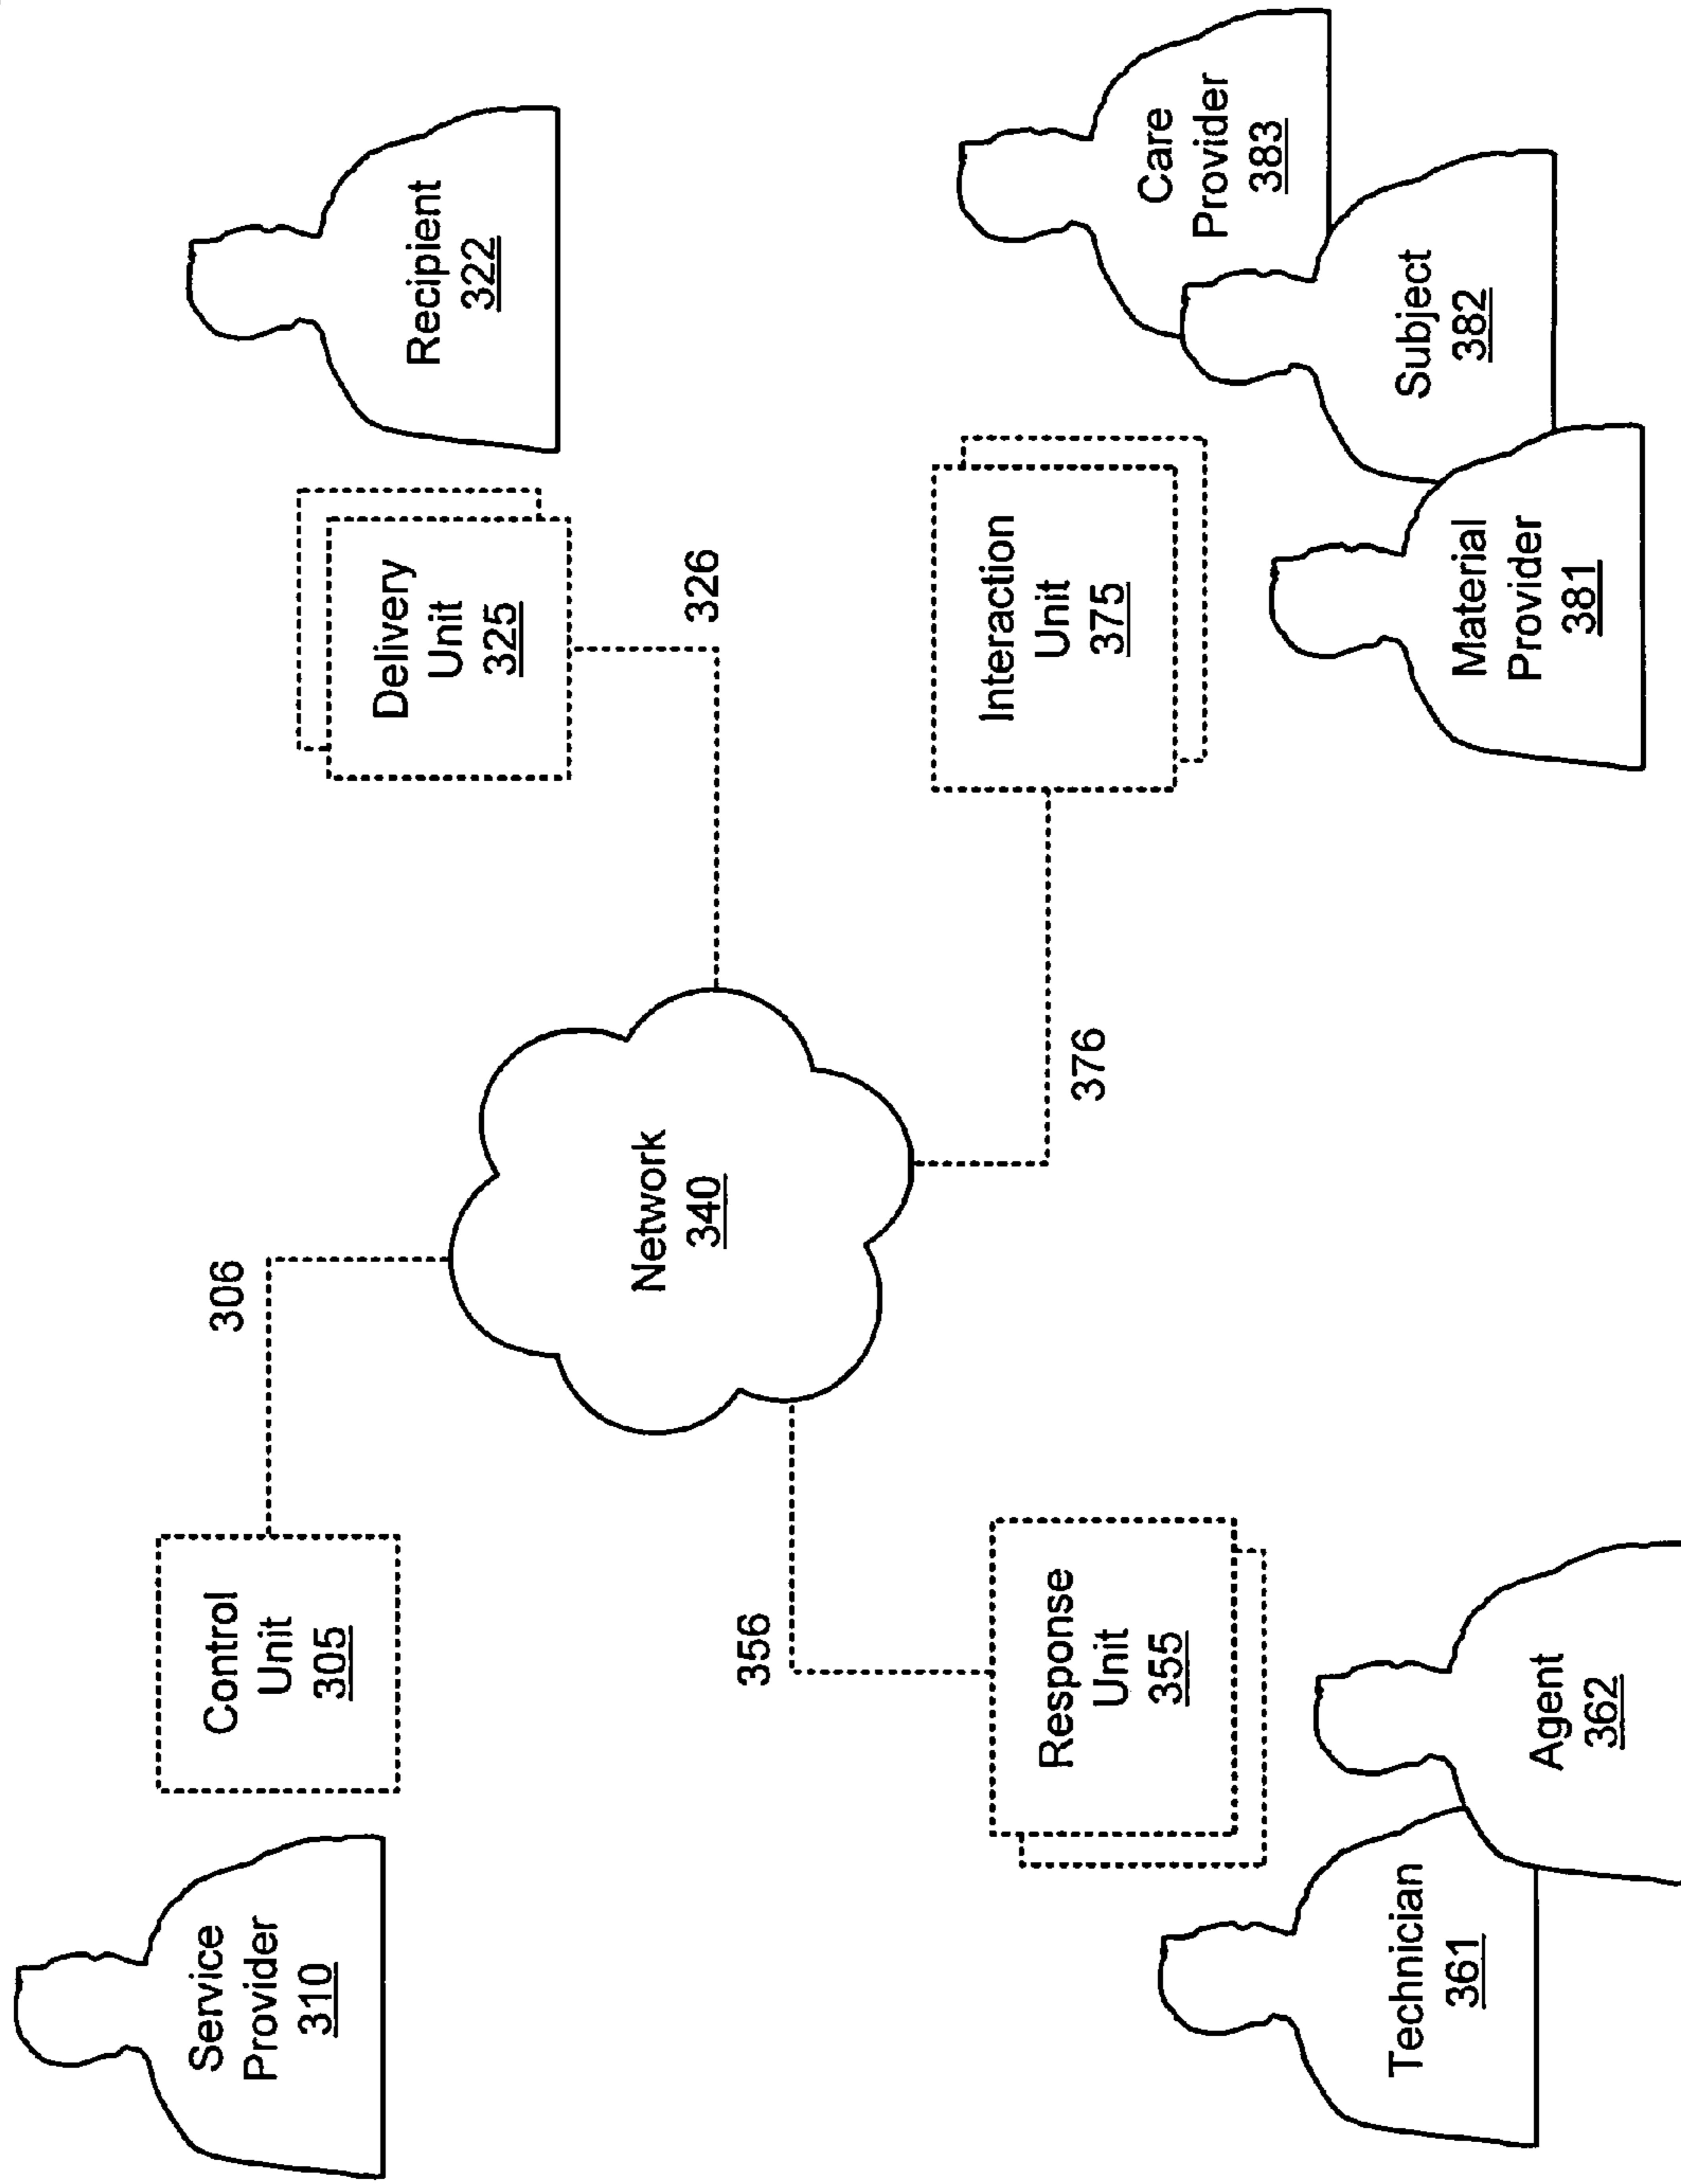 Service
Provider
310
Control
Unit
305
306
Delivery
Unit
325
326
Recipient
322
Network
340
356
Response
Unit
355
376
Interaction
Unit
375
Technician
361
Agent
362
Material
Provider
381
Subject
382
Care
Provider
383